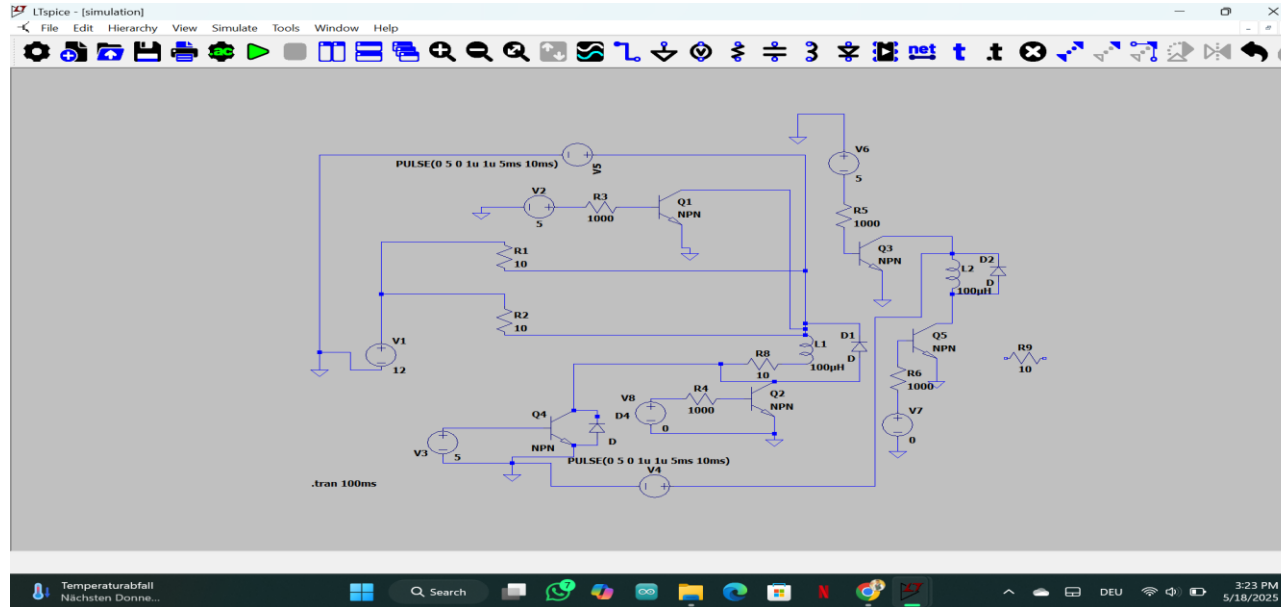 LTspice - [simulation]
File Edit Hierarchy View Simulate Tools Window Help
net t .t
PULSE(0 5 0 1u 1u 5ms 10ms)
V5
V6
5
V2
5
R3
1000
Q1
NPN
R5
1000
Q3
NPN
D2
D
L2
100µH
R1
10
R2
10
V1
12
L1
100µH
D1
D
Q5
NPN
R9
10
R8
10
R6
1000
V8
0
R4
1000
Q2
NPN
D4
D
Q4
NPN
V7
0
V3
5
PULSE(0 5 0 1u 1u 5ms 10ms)
V4
.tran 100ms
Temperaturabfall
Nächsten Donne...
Search
7
N
DEU
3:23 PM
5/18/2025